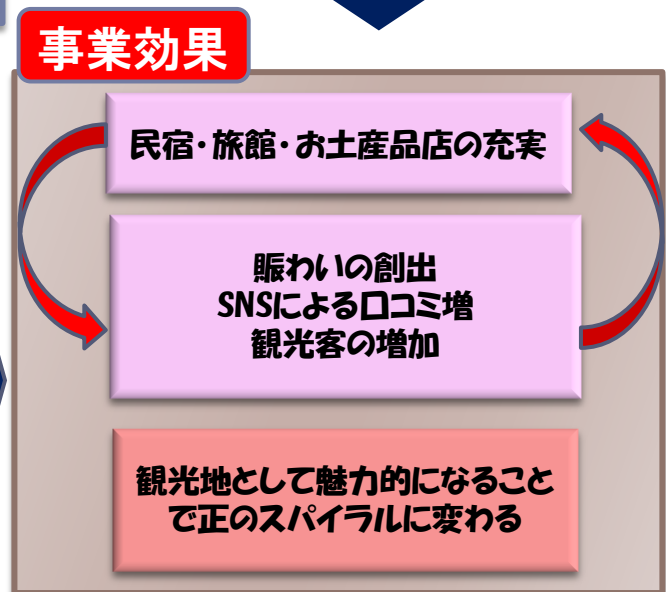 事業効果
民宿・旅館・お土産品店の充実
賑わいの創出
SNSによる口コミ増
観光客の増加
観光地として魅力的になること
で正のスパイラルに変わる